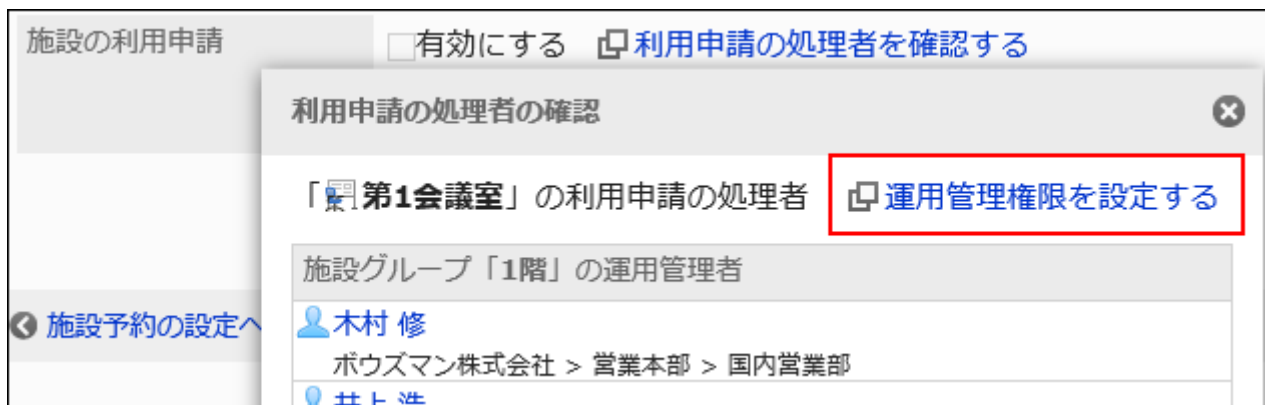 施設の利用申請
有効にする 利用申請の処理者を確認する
利用申請の処理者の確認
「第1会議室」の利用申請の処理者 運用管理権限を設定する
施設グループ「1階」の運用管理者
施設予約の設定へ
木村 修
ボウズマン株式会社 > 営業本部 > 国内営業部
井上 浩